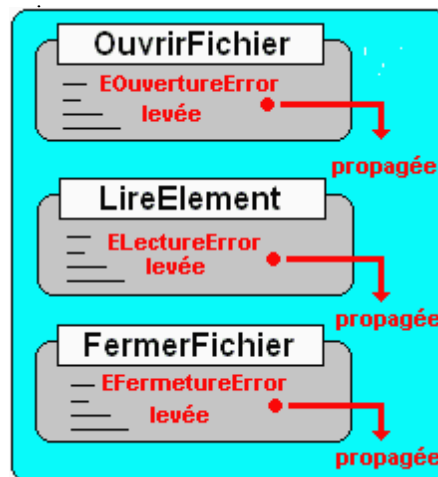 OuvrirFichier
EOuvertureError
levée
propagée
LireElement
ELectureError
levée
propagée
FermerFichier
EFermetureError
levée
propagée